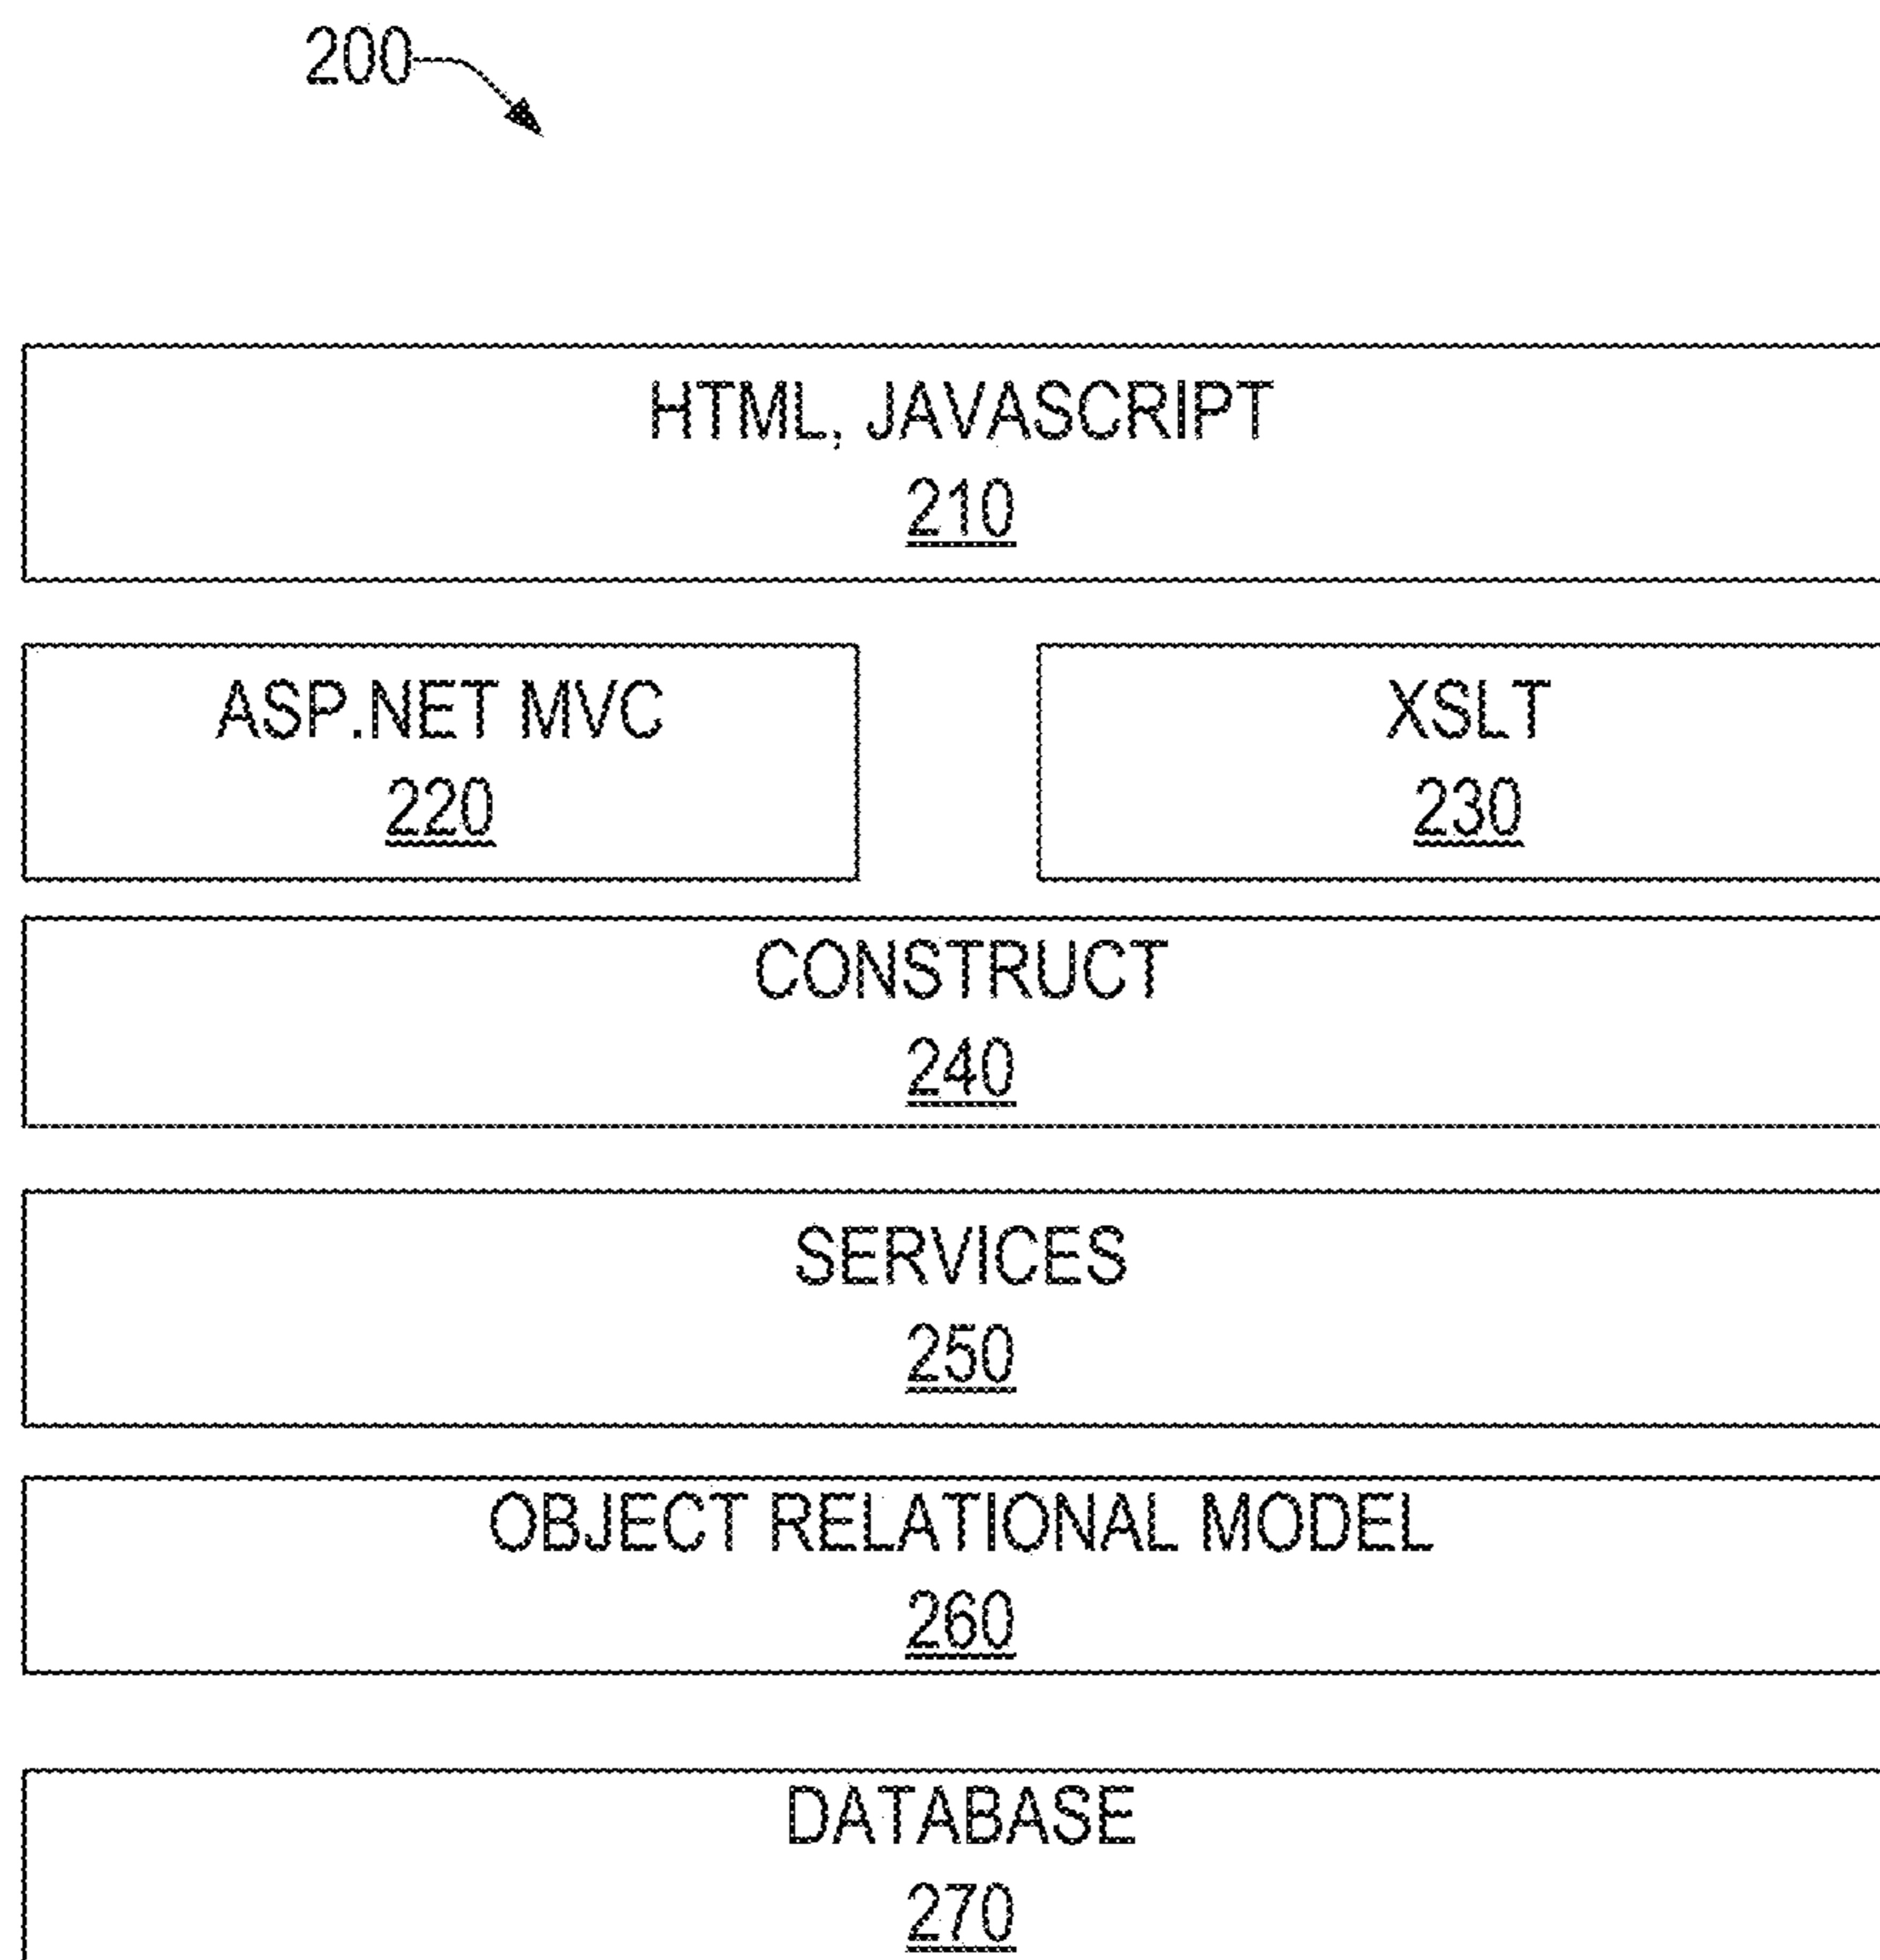 200
HTML, JAVASCRIPT
210
ASP.NET MVC
220
XSLT
230
CONSTRUCT
240
SERVICES
250
OBJECT RELATIONAL MODEL
260
DATABASE
270